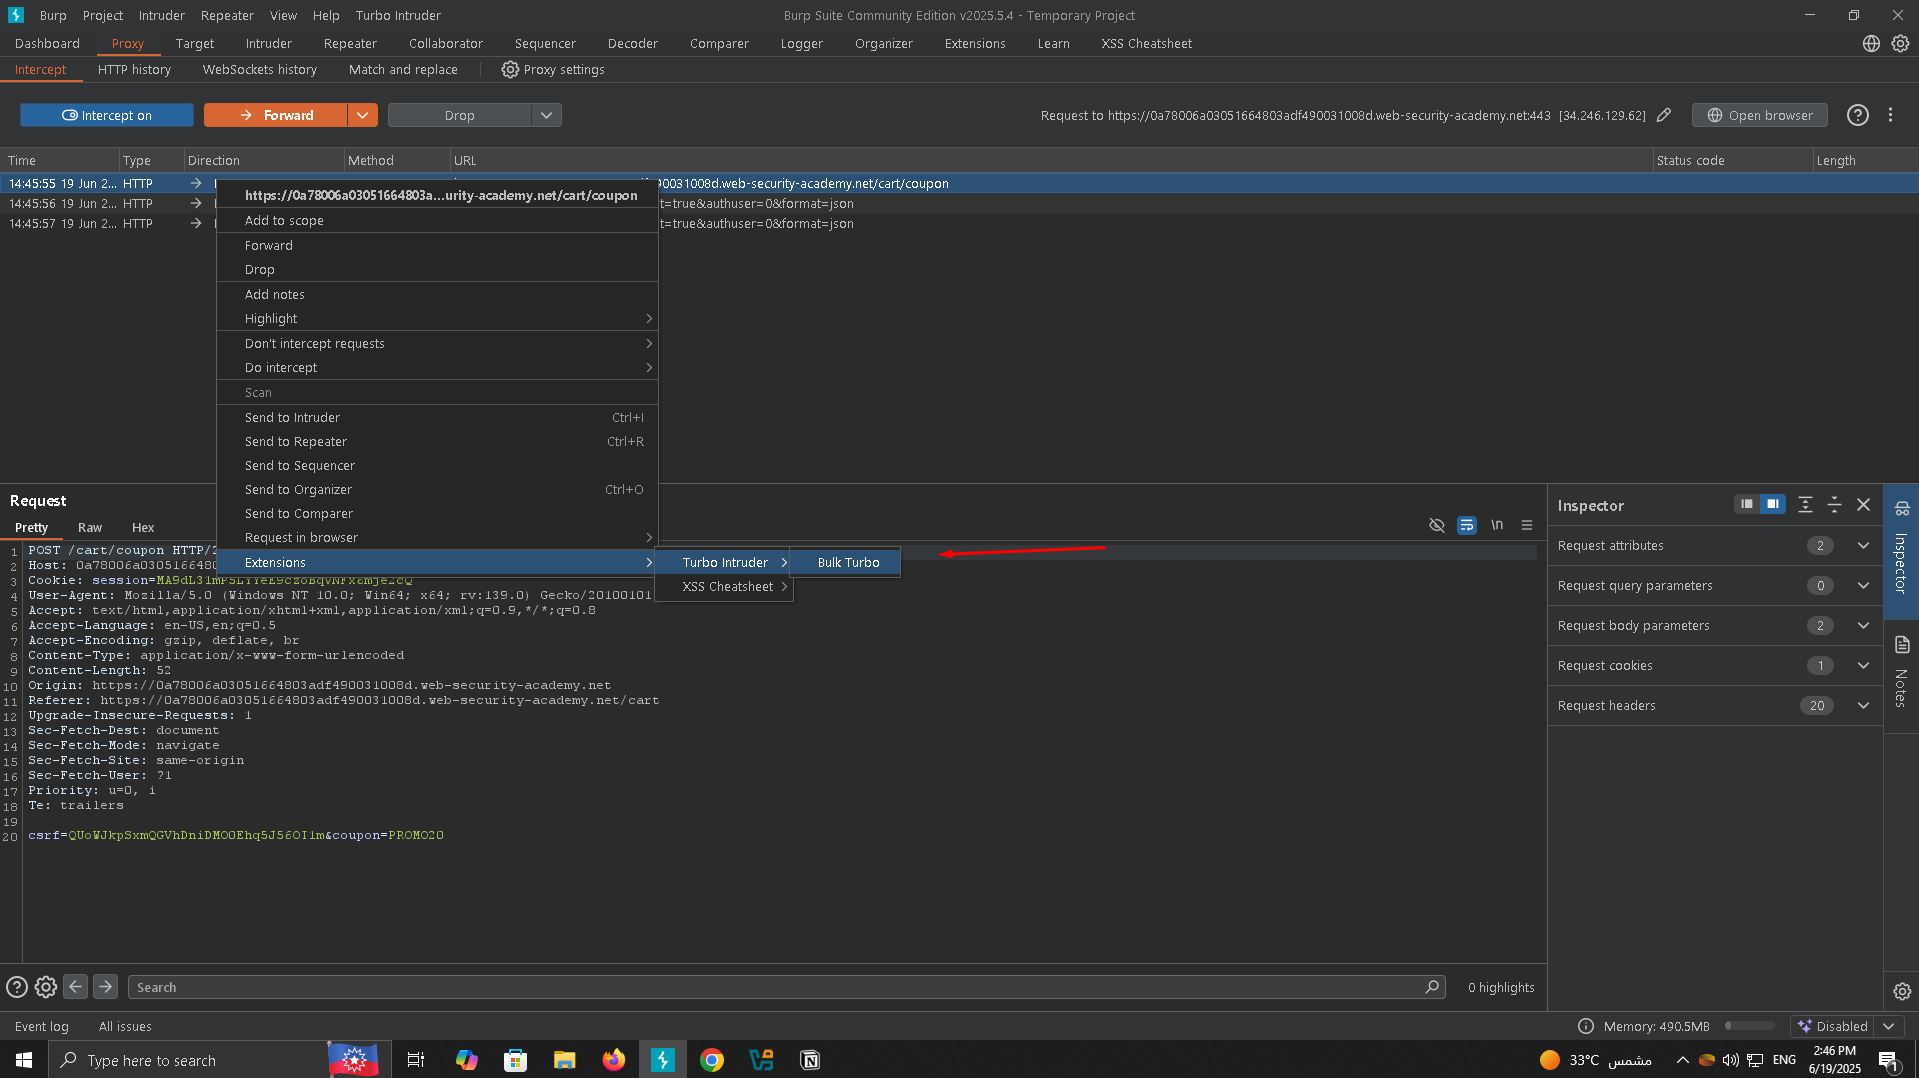 Burp Project Intruder Repeater View Help Turbo Intruder Burp Suite Community Edition v2025.5.4 - Temporary Project
Dashboard Proxy Target Intruder Repeater Collaborator Sequencer Decoder Comparer Logger Organizer Extensions Learn XSS Cheatsheet
Intercept HTTP history WebSockets history Match and replace Proxy settings
Intercept on Forward Drop Request to https://0a78006a03051664803adf490031008d.web-security-academy.net:443 [34.246.129.62] Open browser
Time Type Direction Method URL Status code Length
14:45:55 19 Jun 2... HTTP 90031008d.web-security-academy.net/cart/coupon
https://0a78006a03051664803a...urity-academy.net/cart/coupon
14:45:56 19 Jun 2... HTTP t=true&authuser=0&format=json
14:45:57 19 Jun 2... HTTP t=true&authuser=0&format=json
Add to scope
Forward
Drop
Add notes
Highlight
Don't intercept requests
Do intercept
Scan
Send to Intruder Ctrl+I
Send to Repeater Ctrl+R
Send to Sequencer
Send to Organizer Ctrl+O
Send to Comparer
Request in browser
Extensions
Turbo Intruder
Bulk Turbo
XSS Cheatsheet
Request
Pretty Raw Hex \n
1 POST /cart/coupon HTTP/2
2 Host: 0a78006a030516648
3 Cookie: session=
4 User-Agent: Mozilla/5.0 (Windows NT 10.0; Win64; x64; rv:139.0) Gecko/20100101
5 Accept: text/html,application/xhtml+xml,application/xml;q=0.9,*/*;q=0.8
6 Accept-Language: en-US,en;q=0.5
7 Accept-Encoding: gzip, deflate, br
8 Content-Type: application/x-www-form-urlencoded
9 Content-Length: 52
10 Origin: https://0a78006a03051664803adf490031008d.web-security-academy.net
11 Referer: https://0a78006a03051664803adf490031008d.web-security-academy.net/cart
12 Upgrade-Insecure-Requests: 1
13 Sec-Fetch-Dest: document
14 Sec-Fetch-Mode: navigate
15 Sec-Fetch-Site: same-origin
16 Sec-Fetch-User: ?1
17 Priority: u=0, i
18 Te: trailers
19
20 csrf=QUoWJkpSxmQGVhDniDMO0Ehq5J56OI1m&coupon=PROMO20
Inspector
Request attributes 2
Request query parameters 0
Request body parameters 2
Request cookies 1
Request headers 20
Inspector
Notes
Search 0 highlights
Event log All issues Memory: 490.5MB Disabled
Type here to search 33°C مشمس ENG 2:46 PM
6/19/2025 1